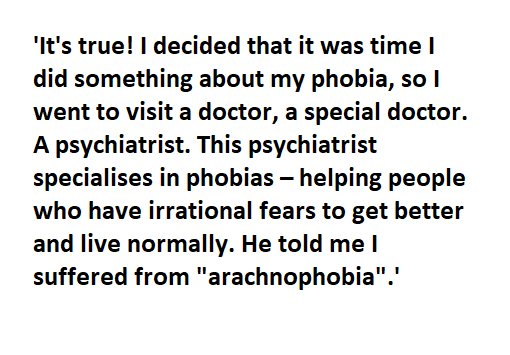 'It's true! I decided that it was time I
did something about my phobia, so I
went to visit a doctor, a special doctor.
A psychiatrist. This psychiatrist
specialises in phobias – helping people
who have irrational fears to get better
and live normally. He told me I
suffered from "arachnophobia".'